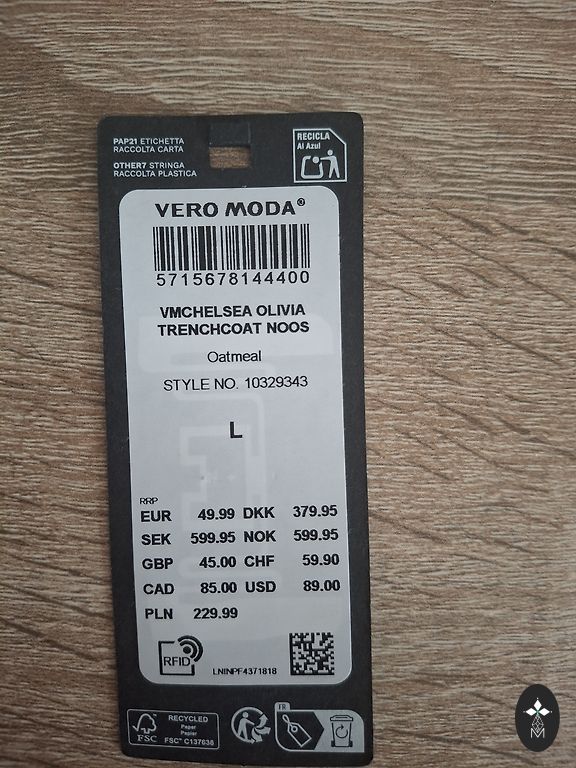 PAP21 ETICHETTA
RACCOLTA CARTA
OTHER7 STRINGA
RACCOLTA PLASTICA
RECICLA
Al Azul
VERO MODA®
5715678144400
VMCHELSEA OLIVIA
TRENCHCOAT NOOS
Oatmeal
STYLE NO. 10329343
L
RRP
EUR 49.99 DKK 379.95
SEK 599.95 NOK 599.95
GBP 45.00 CHF 59.90
CAD 85.00 USD 89.00
PLN 229.99
RFID
LNINPF4371818
FSC
RECYCLED
Paper
Papier
FSC® C137638
FR
M